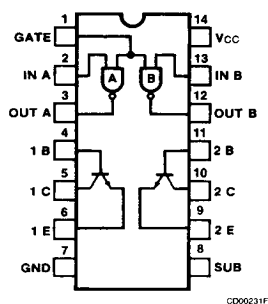 1 14
GATE VCC
2 13
IN A A B IN B
3 12
OUT A OUT B
4 11
1 B 2 B
5 10
1 C 2 C
6 9
1 E 2 E
7 8
GND SUB
CD00231F